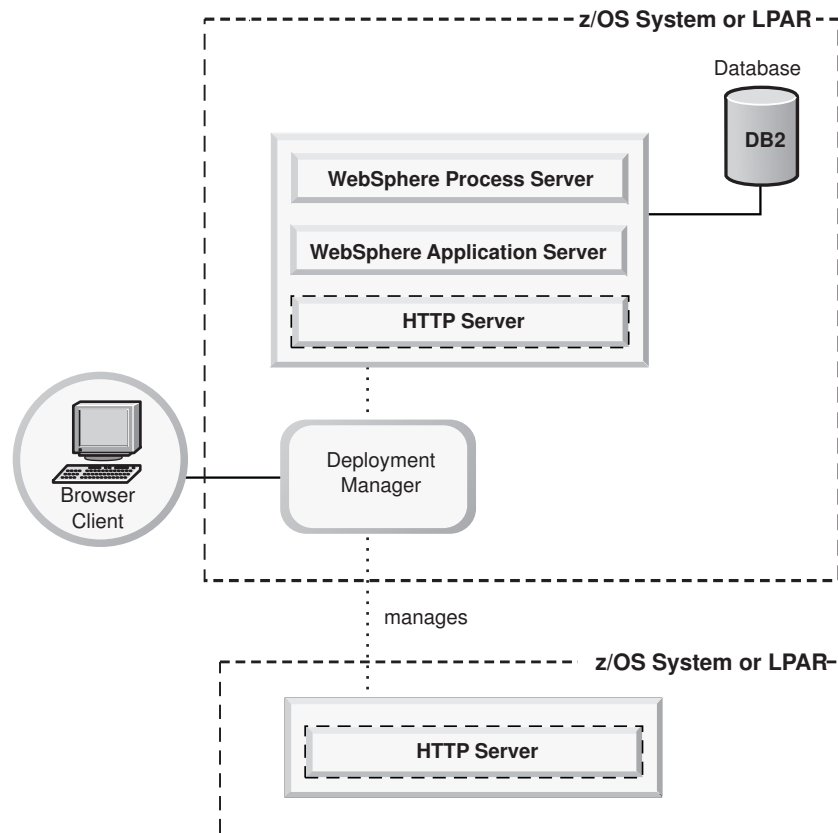 z/OS System or LPAR
Database
DB2
WebSphere Process Server
WebSphere Application Server
HTTP Server
Browser
Client
Deployment
Manager
manages
z/OS System or LPAR
HTTP Server